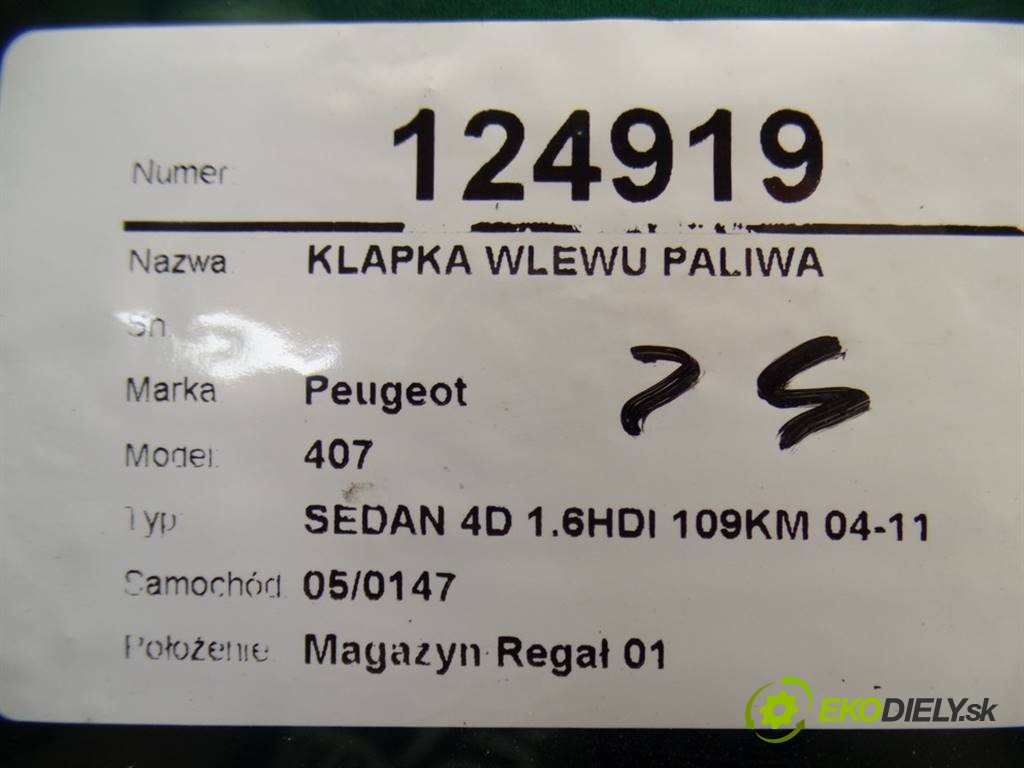 Numer 124919
Nazwa KLAPKA WLEWU PALIWA
Sn
Marka Peugeot
Model 407
Typ SEDAN 4D 1.6HDI 109KM 04-11
Samochód 05/0147
Położenie Magazyn Regał 01
EKODIELY.sk